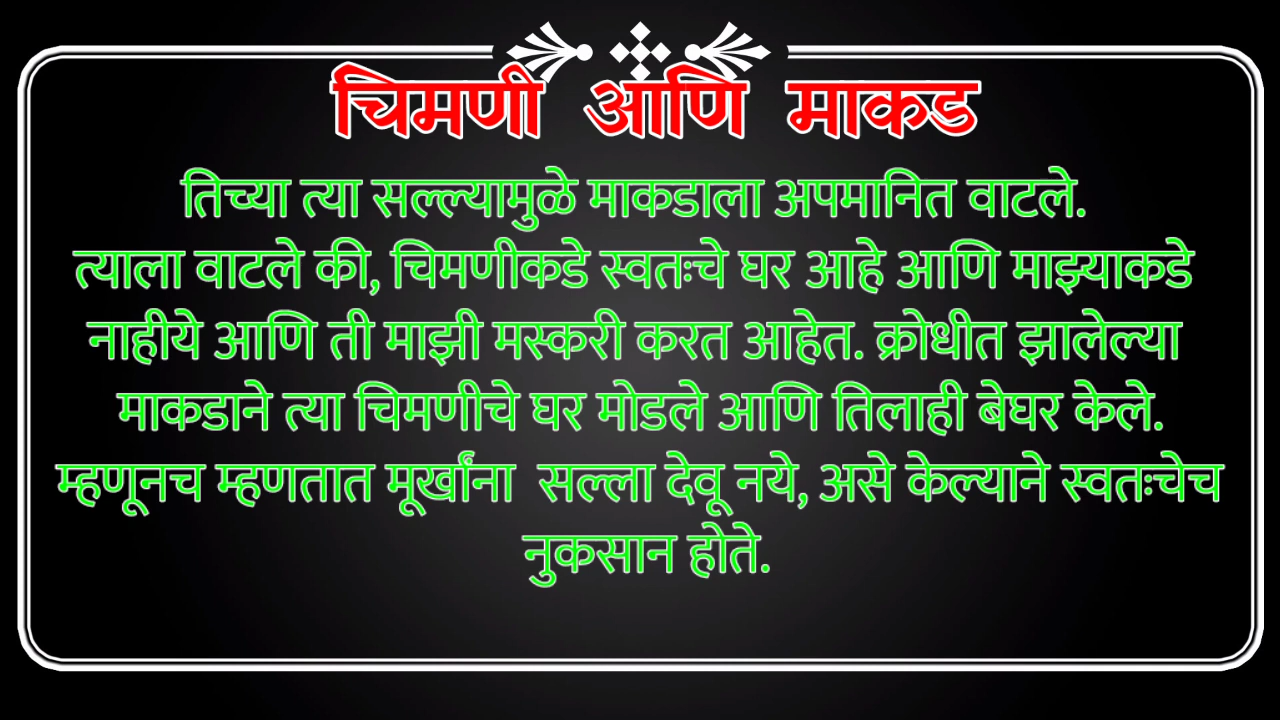 चिमणी आणि माकड
तिच्या त्या सल्ल्यामुळे माकडाला अपमानित वाटले.
त्याला वाटले की, चिमणीकडे स्वतःचे घर आहे आणि माझ्याकडे
नाहीये आणि ती माझी मस्करी करत आहेत. क्रोधीत झालेल्या
माकडाने त्या चिमणीचे घर मोडले आणि तिलाही बेघर केले.
म्हणूनच म्हणतात मूर्खांना सल्ला देवू नये, असे केल्याने स्वतःचेच
नुकसान होते.